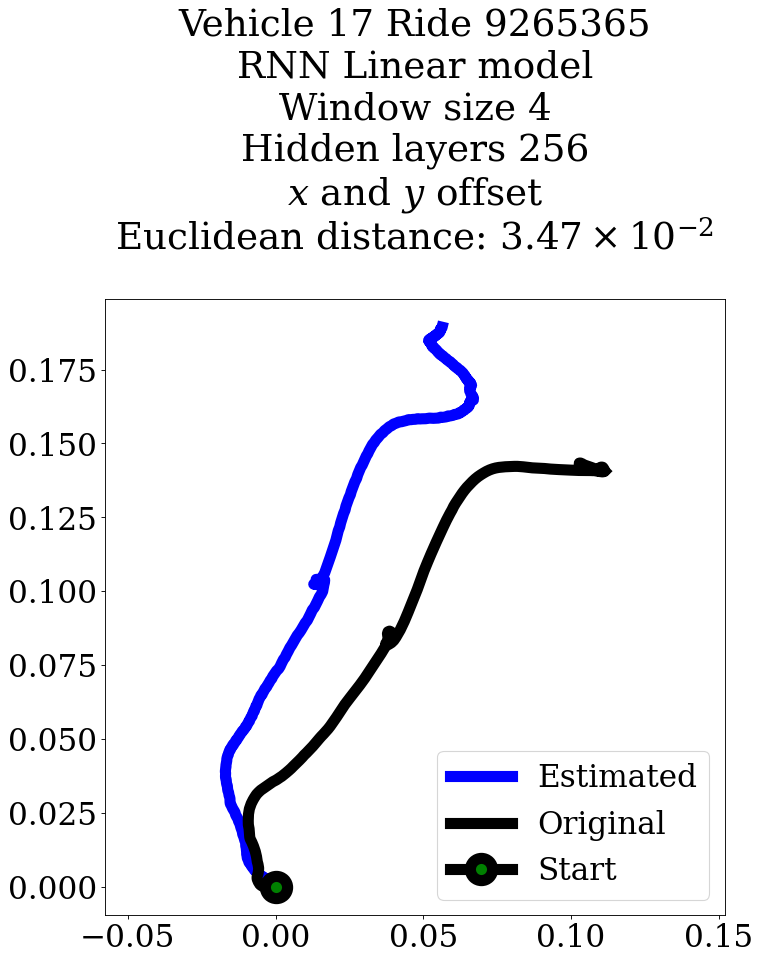 Vehicle 17 Ride 9265365
RNN Linear model
Window size 4
Hidden layers 256
x and y offset
Euclidean distance: 3.47 × 10⁻²
0.175
0.150
0.125
0.100
0.075
0.050
0.025
0.000
Estimated
Original
Start
−0.05 0.00 0.05 0.10 0.15